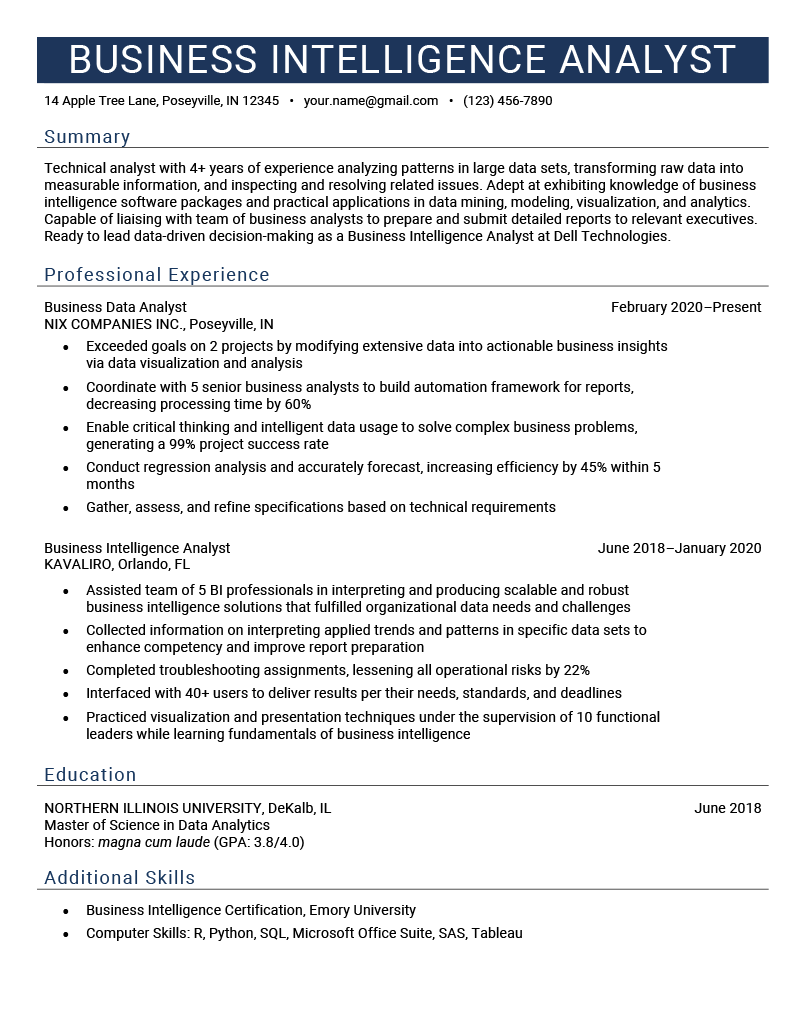 BUSINESS INTELLIGENCE ANALYST
14 Apple Tree Lane, Poseyville, IN 12345 • your.name@gmail.com • (123) 456-7890
Summary
Technical analyst with 4+ years of experience analyzing patterns in large data sets, transforming raw data into
measurable information, and inspecting and resolving related issues. Adept at exhibiting knowledge of business
intelligence software packages and practical applications in data mining, modeling, visualization, and analytics.
Capable of liaising with team of business analysts to prepare and submit detailed reports to relevant executives.
Ready to lead data-driven decision-making as a Business Intelligence Analyst at Dell Technologies.
Professional Experience
Business Data Analyst February 2020–Present
NIX COMPANIES INC., Poseyville, IN
• Exceeded goals on 2 projects by modifying extensive data into actionable business insights
via data visualization and analysis
• Coordinate with 5 senior business analysts to build automation framework for reports,
decreasing processing time by 60%
• Enable critical thinking and intelligent data usage to solve complex business problems,
generating a 99% project success rate
• Conduct regression analysis and accurately forecast, increasing efficiency by 45% within 5
months
• Gather, assess, and refine specifications based on technical requirements
Business Intelligence Analyst June 2018–January 2020
KAVALIRO, Orlando, FL
• Assisted team of 5 BI professionals in interpreting and producing scalable and robust
business intelligence solutions that fulfilled organizational data needs and challenges
• Collected information on interpreting applied trends and patterns in specific data sets to
enhance competency and improve report preparation
• Completed troubleshooting assignments, lessening all operational risks by 22%
• Interfaced with 40+ users to deliver results per their needs, standards, and deadlines
• Practiced visualization and presentation techniques under the supervision of 10 functional
leaders while learning fundamentals of business intelligence
Education
NORTHERN ILLINOIS UNIVERSITY, DeKalb, IL June 2018
Master of Science in Data Analytics
Honors: magna cum laude (GPA: 3.8/4.0)
Additional Skills
• Business Intelligence Certification, Emory University
• Computer Skills: R, Python, SQL, Microsoft Office Suite, SAS, Tableau